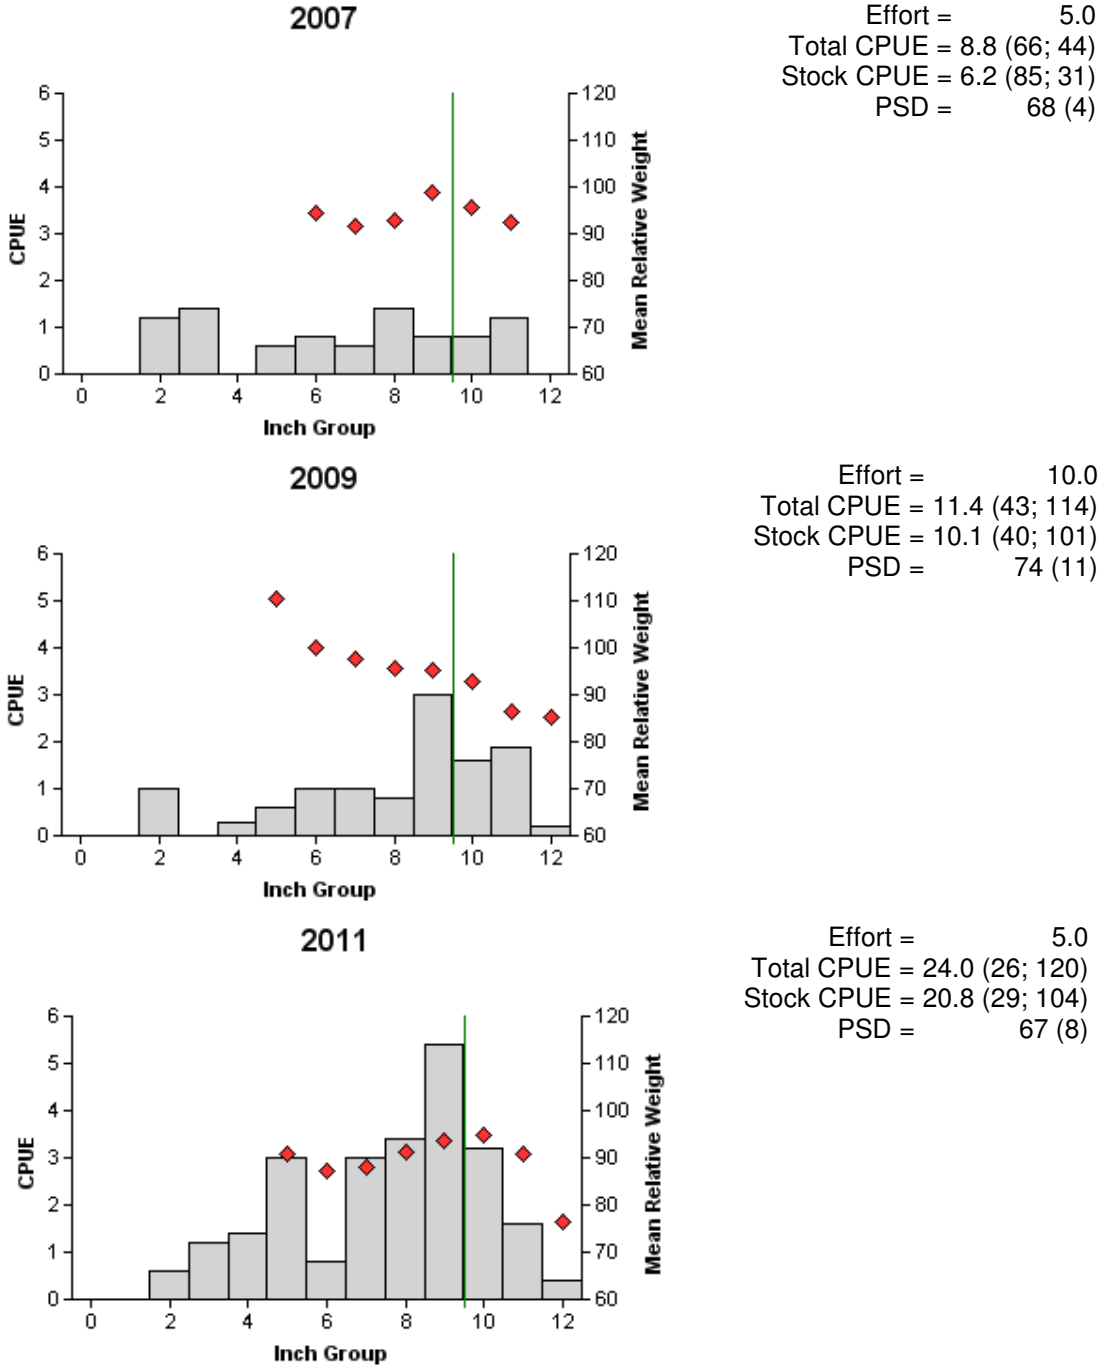 2007
Effort = 5.0
Total CPUE = 8.8 (66; 44)
Stock CPUE = 6.2 (85; 31)
PSD = 68 (4)
6 120
5 110
4 100
3 90
2 80
1 70
0 60
CPUE
Mean Relative Weight
0 2 4 6 8 10 12
Inch Group
2009
Effort = 10.0
Total CPUE = 11.4 (43; 114)
Stock CPUE = 10.1 (40; 101)
PSD = 74 (11)
6 120
5 110
4 100
3 90
2 80
1 70
0 60
CPUE
Mean Relative Weight
0 2 4 6 8 10 12
Inch Group
2011
Effort = 5.0
Total CPUE = 24.0 (26; 120)
Stock CPUE = 20.8 (29; 104)
PSD = 67 (8)
6 120
5 110
4 100
3 90
2 80
1 70
0 60
CPUE
Mean Relative Weight
0 2 4 6 8 10 12
Inch Group